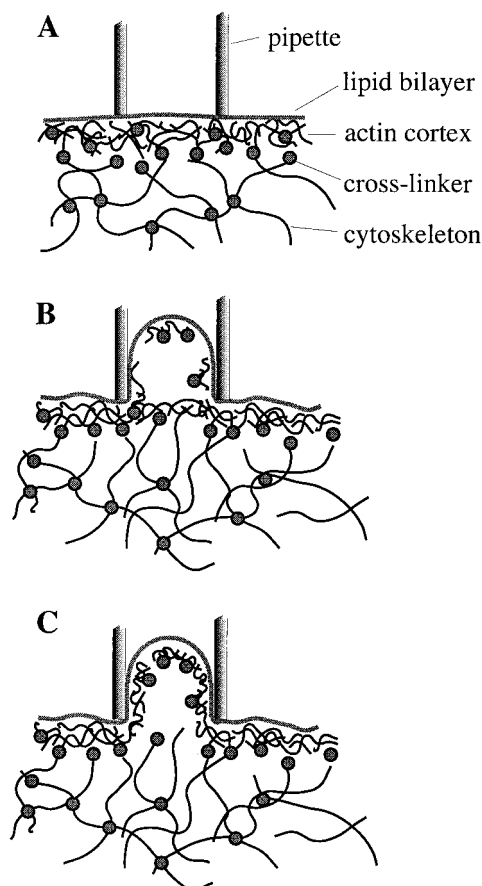 A
pipette
lipid bilayer
actin cortex
cross-linker
cytoskeleton
B
C